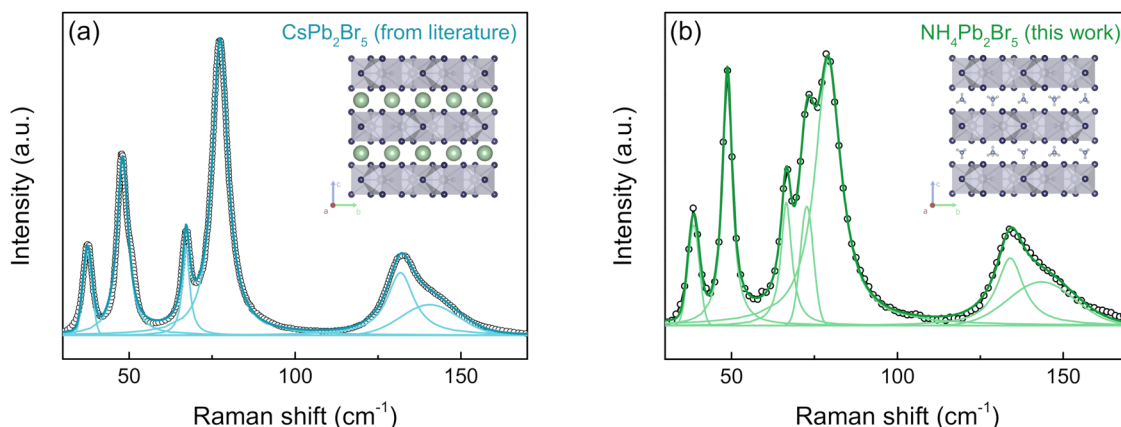 (a)
CsPb₂Br₅ (from literature)
c
a
b
Intensity (a.u.)
50
100
150
Raman shift (cm⁻¹)
(b)
NH₄Pb₂Br₅ (this work)
c
a
b
Intensity (a.u.)
50
100
150
Raman shift (cm⁻¹)